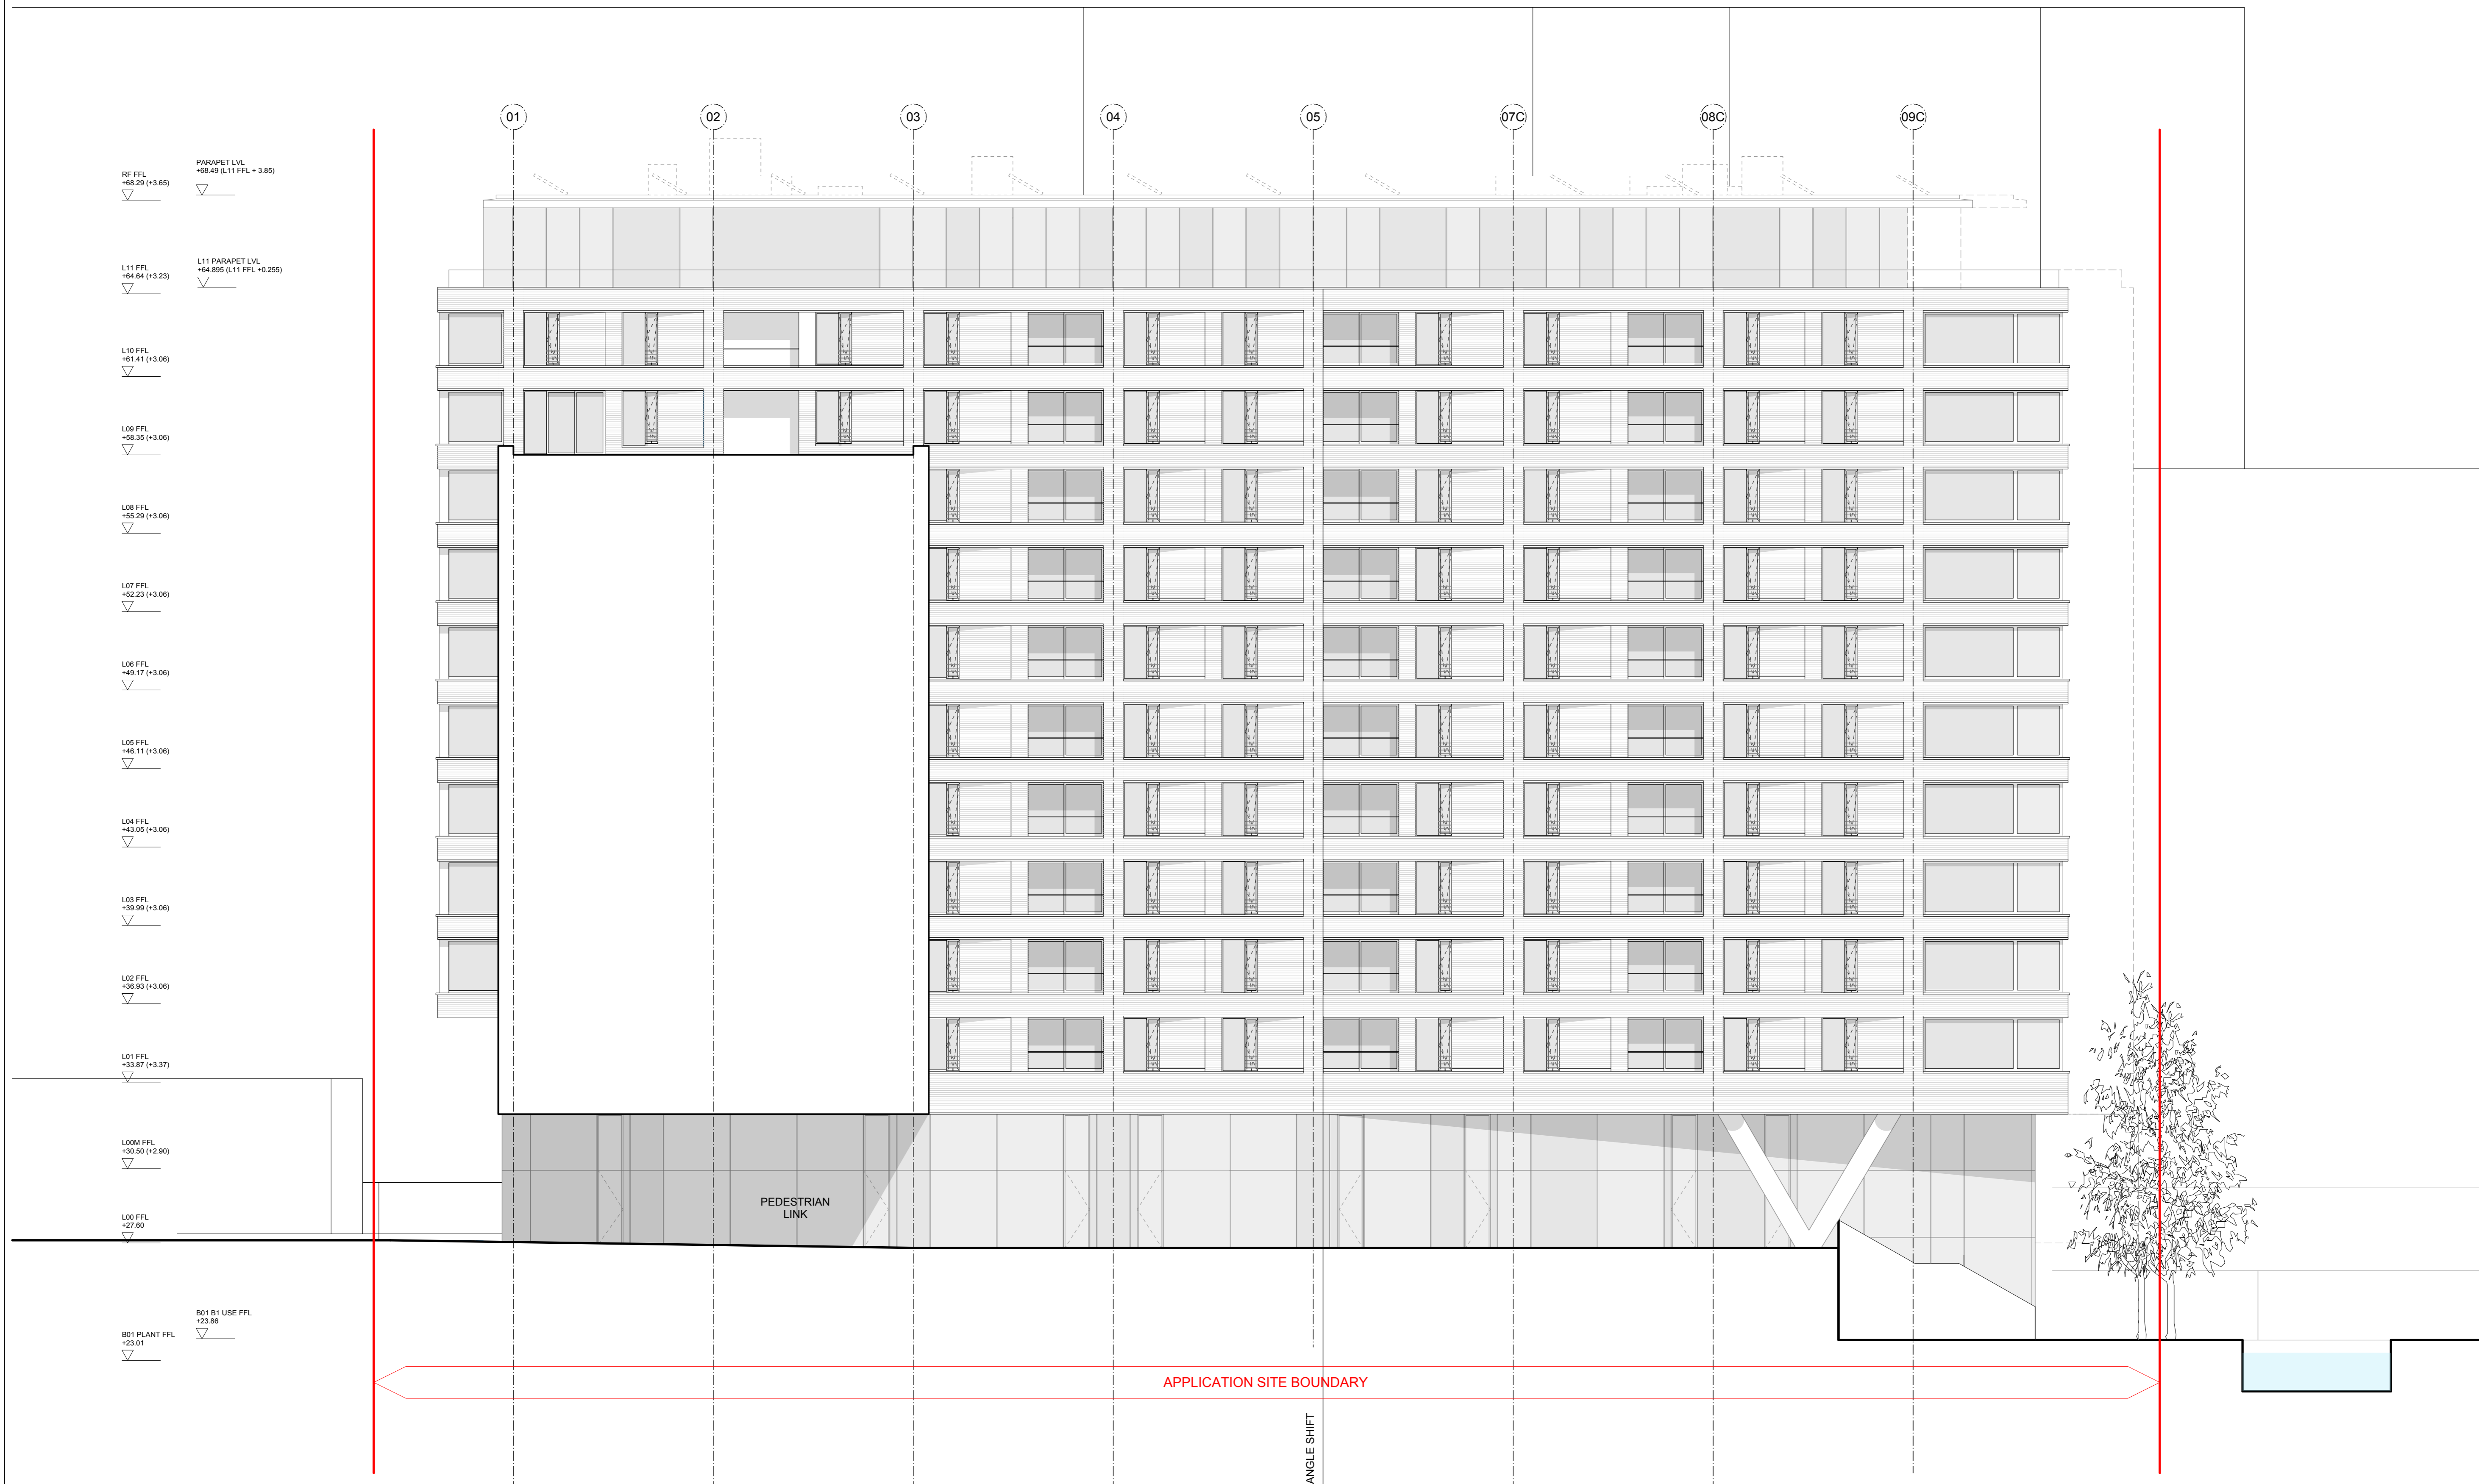 01
02
03
04
05
07C
08C
09C
PARAPET LVL
+68.49 (L11 FFL + 3.85)
RF FFL
+68.29 (+3.65)
L11 PARAPET LVL
+64.895 (L11 FFL +0.255)
L11 FFL
+64.64 (+3.23)
L10 FFL
+61.41 (+3.06)
L09 FFL
+58.35 (+3.06)
L08 FFL
+55.29 (+3.06)
L07 FFL
+52.23 (+3.06)
L06 FFL
+49.17 (+3.06)
L05 FFL
+46.11 (+3.06)
L04 FFL
+43.05 (+3.06)
L03 FFL
+39.99 (+3.06)
L02 FFL
+36.93 (+3.06)
L01 FFL
+33.87 (+3.37)
L00M FFL
+30.50 (+2.90)
PEDESTRIAN
LINK
L00 FFL
+27.60
B01 B1 USE FFL
+23.86
B01 PLANT FFL
+23.01
APPLICATION SITE BOUNDARY
ANGLE SHIFT